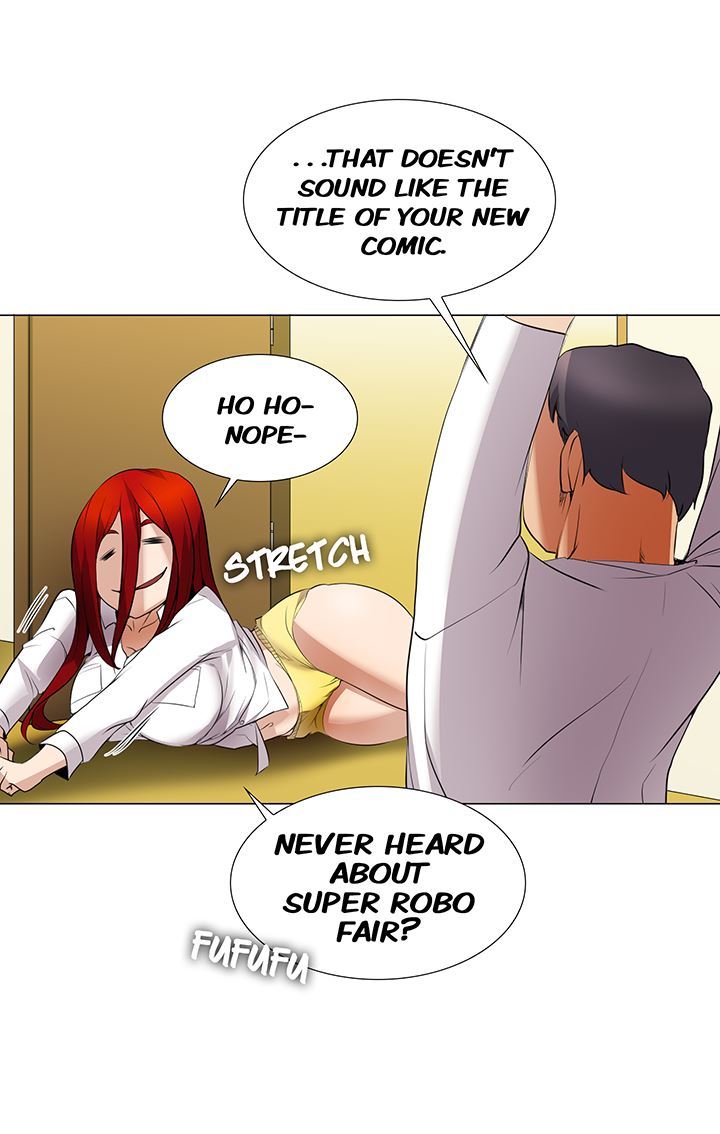 ...THAT DOESN'T
SOUND LIKE THE
TITLE OF YOUR NEW
COMIC.
HO HO-
NOPE-
STRETCH
NEVER HEARD
ABOUT
SUPER ROBO
FAIR?
FUFUFU